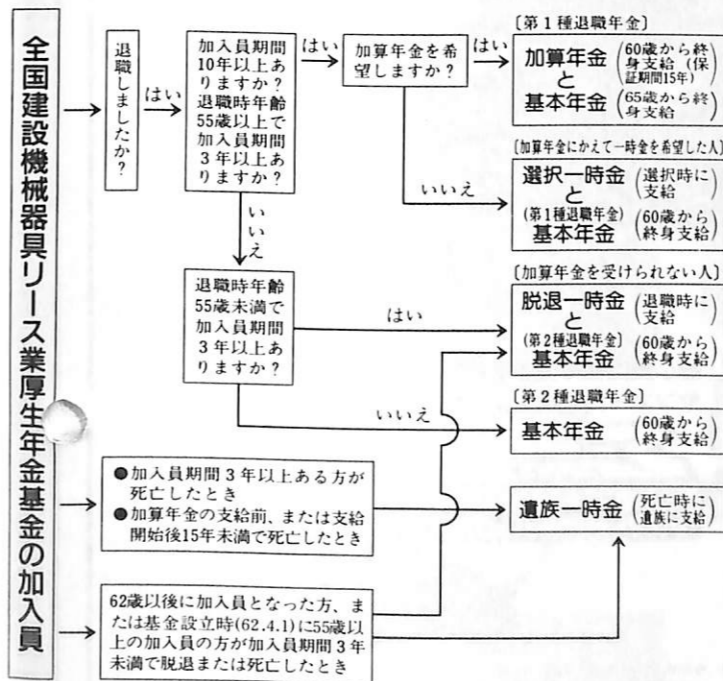 全国建設機械器具リース業厚生年金基金の加入員
退職しま
したか？
はい
加入員期間
10年以上あ
りますか？
退職時年齢
55歳以上で
加入員期間
３年以上あ
りますか？
はい
加算年金を希
望しますか？
はい
〔第１種退職年金〕
加算年金
(60歳から終
身支給（保
証期間15年)
と
基本年金
(65歳から終
身支給)
いいえ
〔加算年金にかえて一時金を希望した人〕
選択一時金
(選択時に
支給)
と
(第１種退職年金)
基本年金
(60歳から
終身支給)
いいえ
退職時年齢
55歳未満で
加入員期間
３年以上あ
りますか？
はい
〔加算年金を受けられない人〕
脱退一時金
(退職時に
支給)
と
(第２種退職年金)
基本年金
(60歳から
終身支給)
いいえ
〔第２種退職年金〕
基本年金
(60歳から
終身支給)
●加入員期間３年以上ある方が
死亡したとき
●加算年金の支給前、または支給
開始後15年未満で死亡したとき
遺族一時金
(死亡時に
遺族に支給)
62歳以後に加入員となった方、ま
たは基金設立時(62.4.1)に55歳以
上の加入員の方が加入員期間３年
未満で脱退または死亡したとき